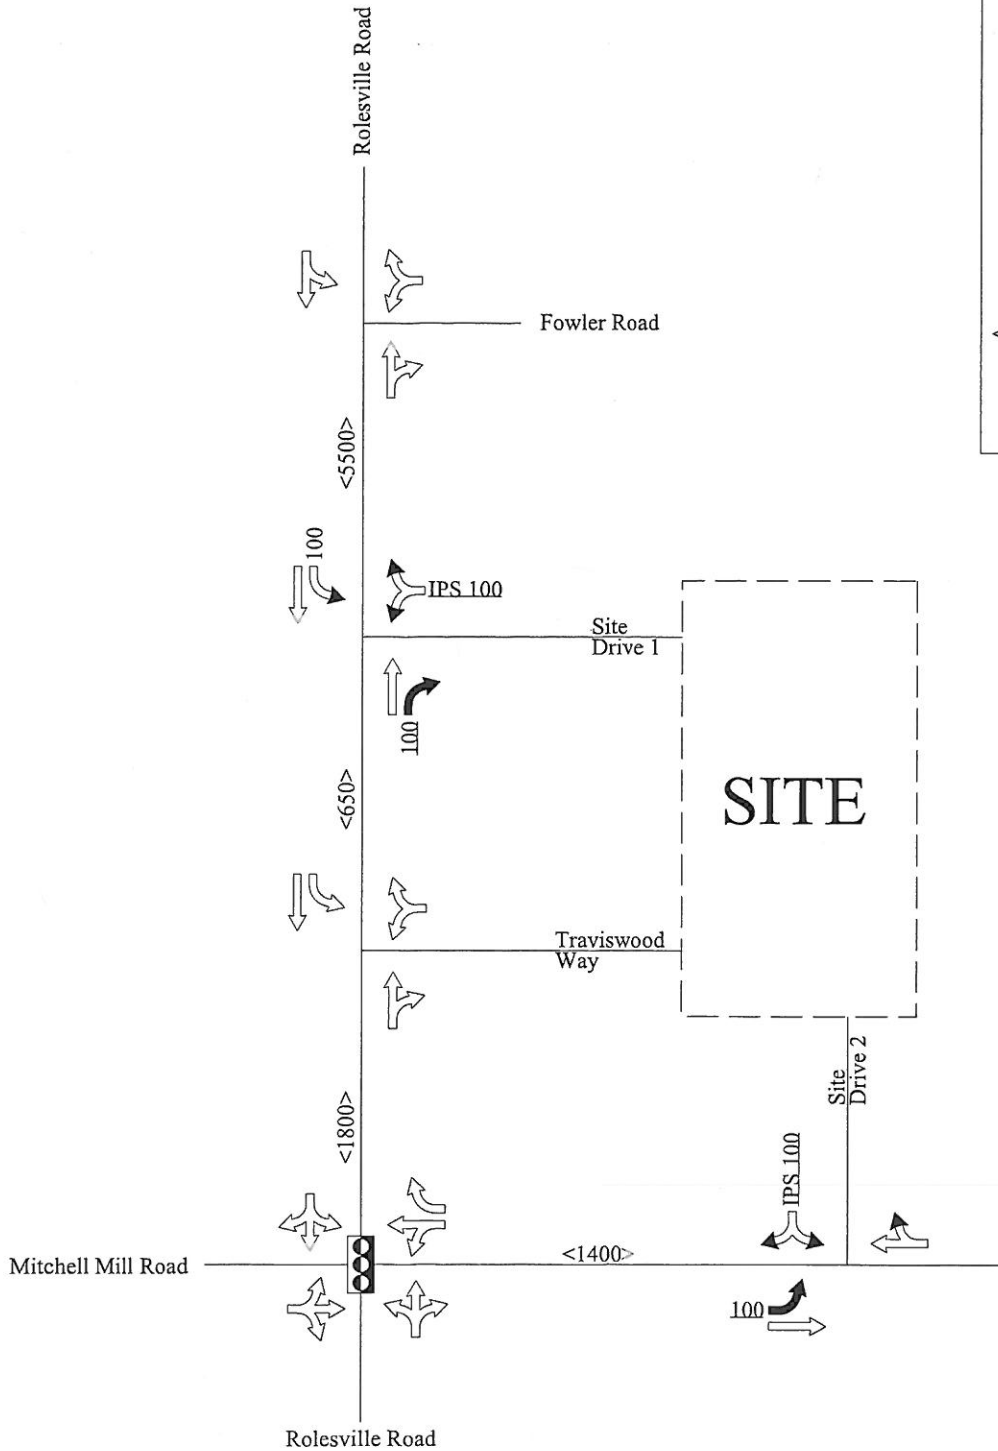 Rolesville Road
Fowler Road
<5500>
100
IPS 100
Site
Drive 1
100
<650>
SITE
Traviswood
Way
Site
Drive 2
<1800>
IPS 100
Mitchell Mill Road
<1400>
100
Rolesville Road